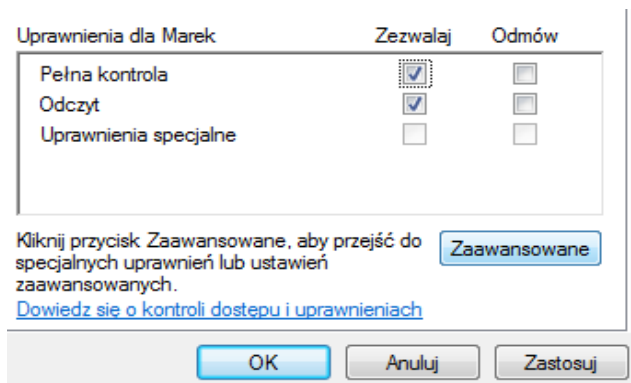 Uprawnienia dla Marek Zezwalaj Odmów
Pełna kontrola
Odczyt
Uprawnienia specjalne
Kliknij przycisk Zaawansowane, aby przejść do
specjalnych uprawnień lub ustawień
zaawansowanych.
Zaawansowane
Dowiedz się o kontroli dostępu i uprawnieniach
OK Anuluj Zastosuj